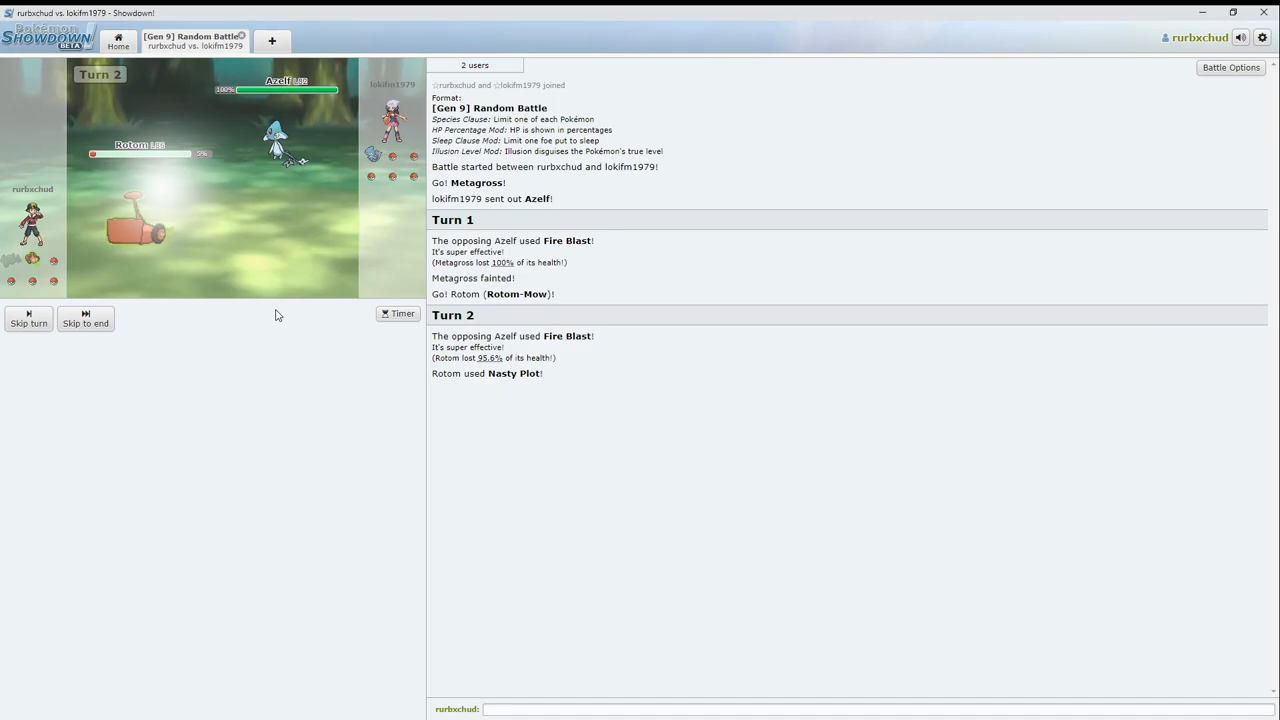 rurbxchud vs. lokifm1979 - Showdown!
Pokémon
SHOWDOWN!
BETA
Home
[Gen 9] Random Battle
rurbxchud vs. lokifm1979
+
rurbxchud
Turn 2
Azelf L82
100%
lokifm1979
Rotom L86
5%
rurbxchud
Skip turn
Skip to end
Timer
2 users
Battle Options
☆rurbxchud and ☆lokifm1979 joined
Format:
[Gen 9] Random Battle
Species Clause: Limit one of each Pokémon
HP Percentage Mod: HP is shown in percentages
Sleep Clause Mod: Limit one foe put to sleep
Illusion Level Mod: Illusion disguises the Pokémon's true level
Battle started between rurbxchud and lokifm1979!
Go! Metagross!
lokifm1979 sent out Azelf!
Turn 1
The opposing Azelf used Fire Blast!
It's super effective!
(Metagross lost 100% of its health!)
Metagross fainted!
Go! Rotom (Rotom-Mow)!
Turn 2
The opposing Azelf used Fire Blast!
It's super effective!
(Rotom lost 95.6% of its health!)
Rotom used Nasty Plot!
rurbxchud: